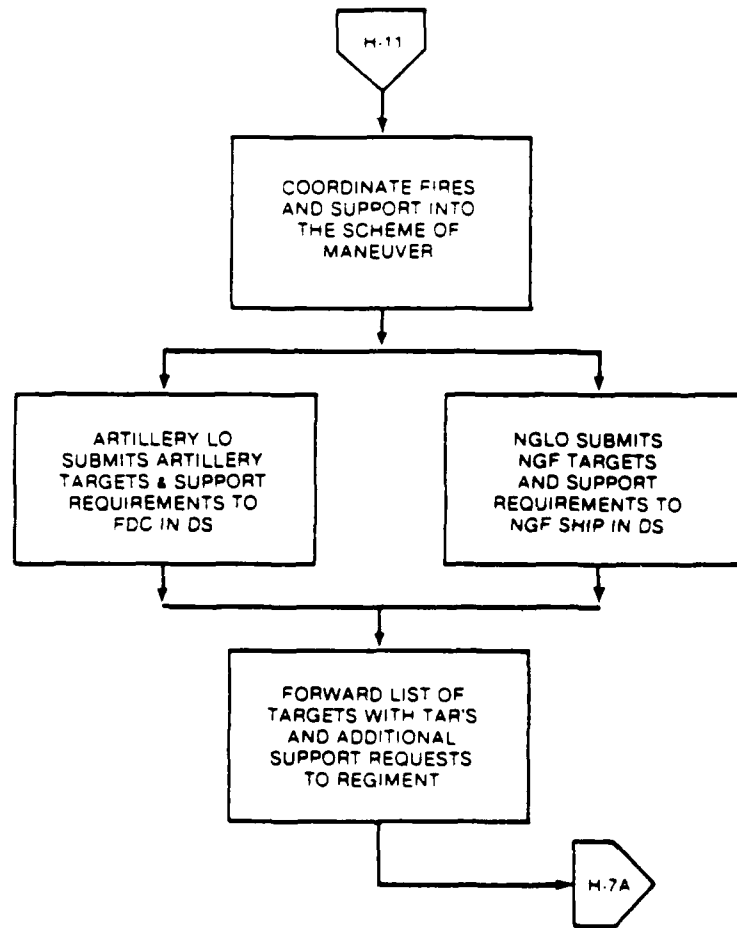 H-11
COORDINATE FIRES
AND SUPPORT INTO
THE SCHEME OF
MANEUVER
ARTILLERY LO
SUBMITS ARTILLERY
TARGETS & SUPPORT
REQUIREMENTS TO
FDC IN DS
NGLO SUBMITS
NGF TARGETS
AND SUPPORT
REQUIREMENTS TO
NGF SHIP IN DS
FORWARD LIST OF
TARGETS WITH TAR'S
AND ADDITIONAL
SUPPORT REQUESTS
TO REGIMENT
H-7A